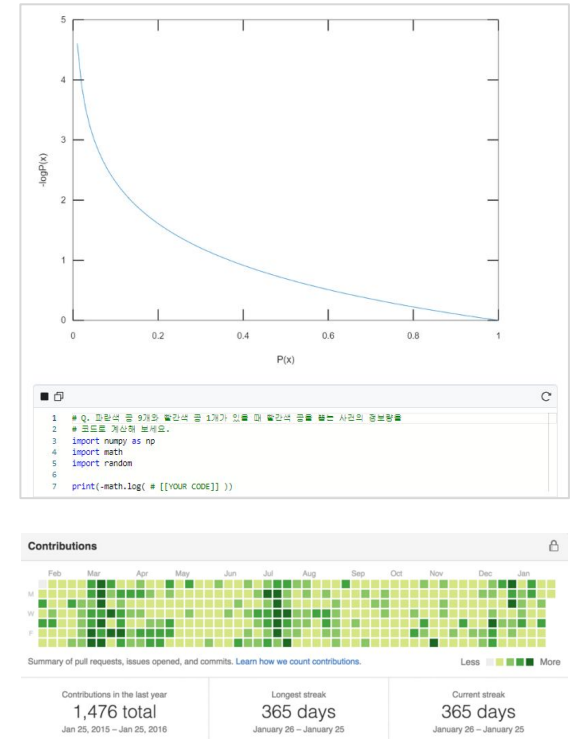 5
4
3
2
1
0
-logP(x)
0 0.2 0.4 0.6 0.8 1
P(x)
1 # Q. 파란색 공 9개와 빨간색 공 1개가 있을 때 빨간색 공을 뽑는 사건의 정보량을
2 # 코드로 계산해 보세요.
3 import numpy as np
4 import math
5 import random
6
7 print(-math.log( # [[YOUR CODE]] ))
Contributions
Feb Mar Apr May Jun Jul Aug Sep Oct Nov Dec Jan
M
W
F
Summary of pull requests, issues opened, and commits. Learn how we count contributions.
Less More
Contributions in the last year
1,476 total
Jan 25, 2015 – Jan 25, 2016
Longest streak
365 days
January 26 – January 25
Current streak
365 days
January 26 – January 25